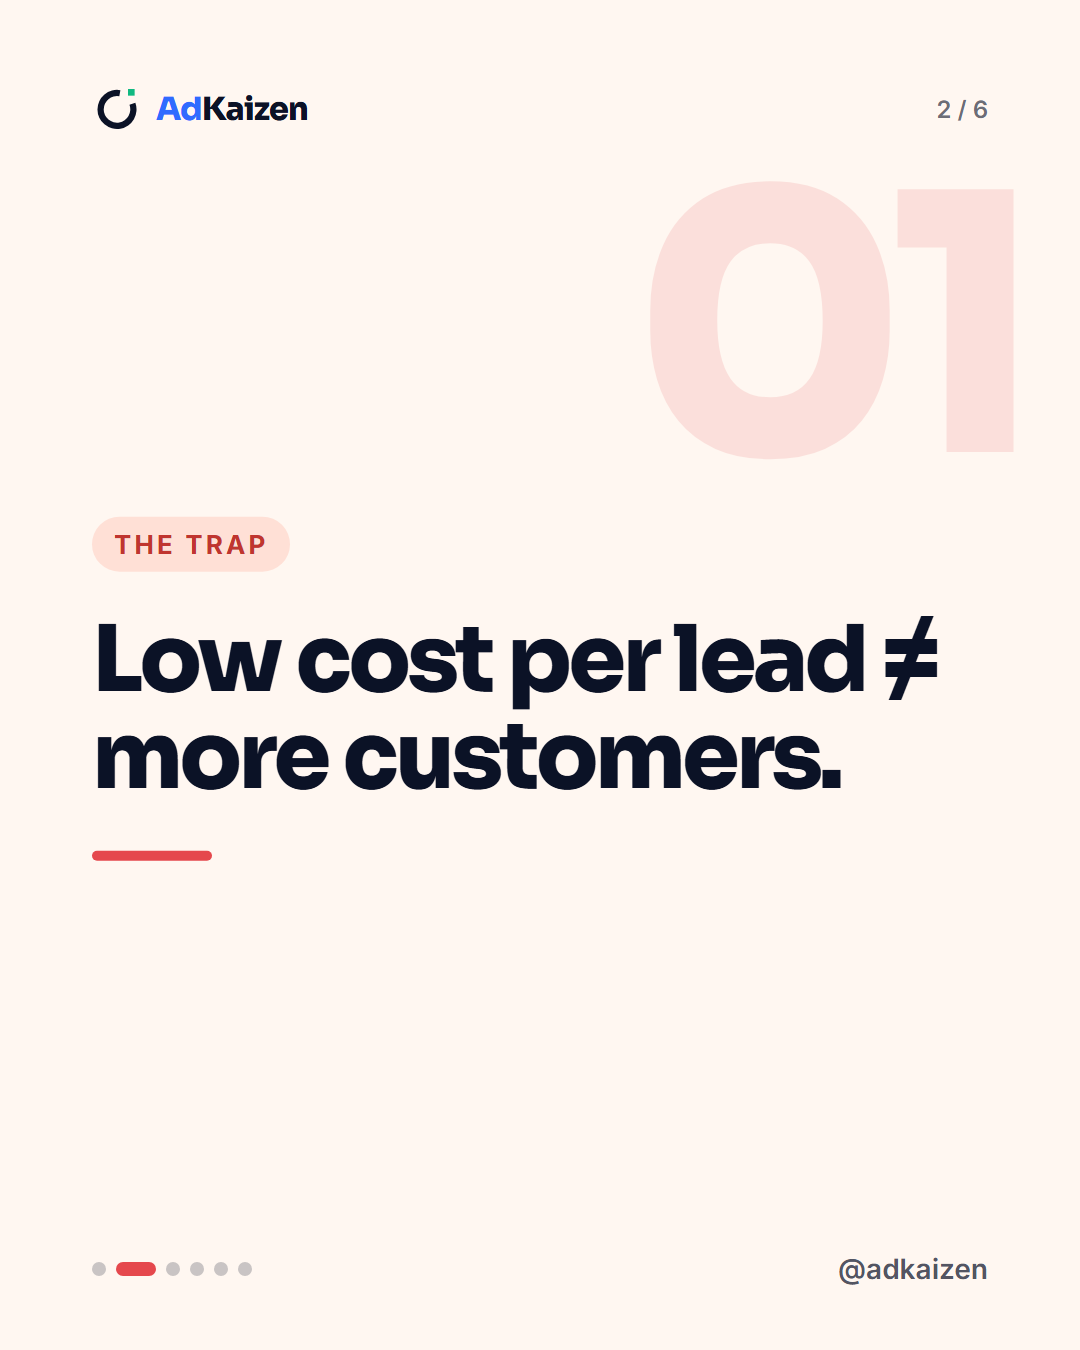 AdKaizen
2 / 6
01
THE TRAP
Low cost per lead ≠
more customers.
@adkaizen